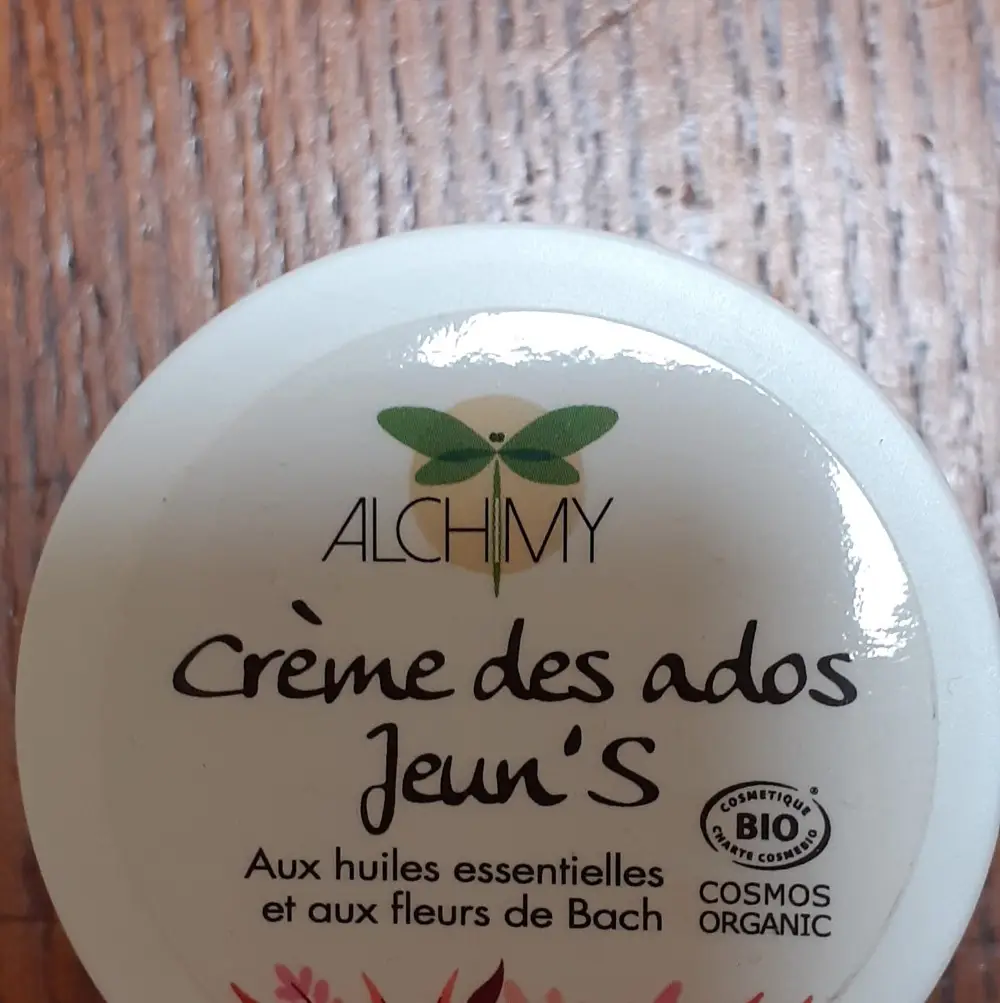 ALCHIMY
Crème des ados
Jeun'S
Aux huiles essentielles
et aux fleurs de Bach
COSMETIQUE
®
BIO
CHARTE COSMEBIO
COSMOS
ORGANIC